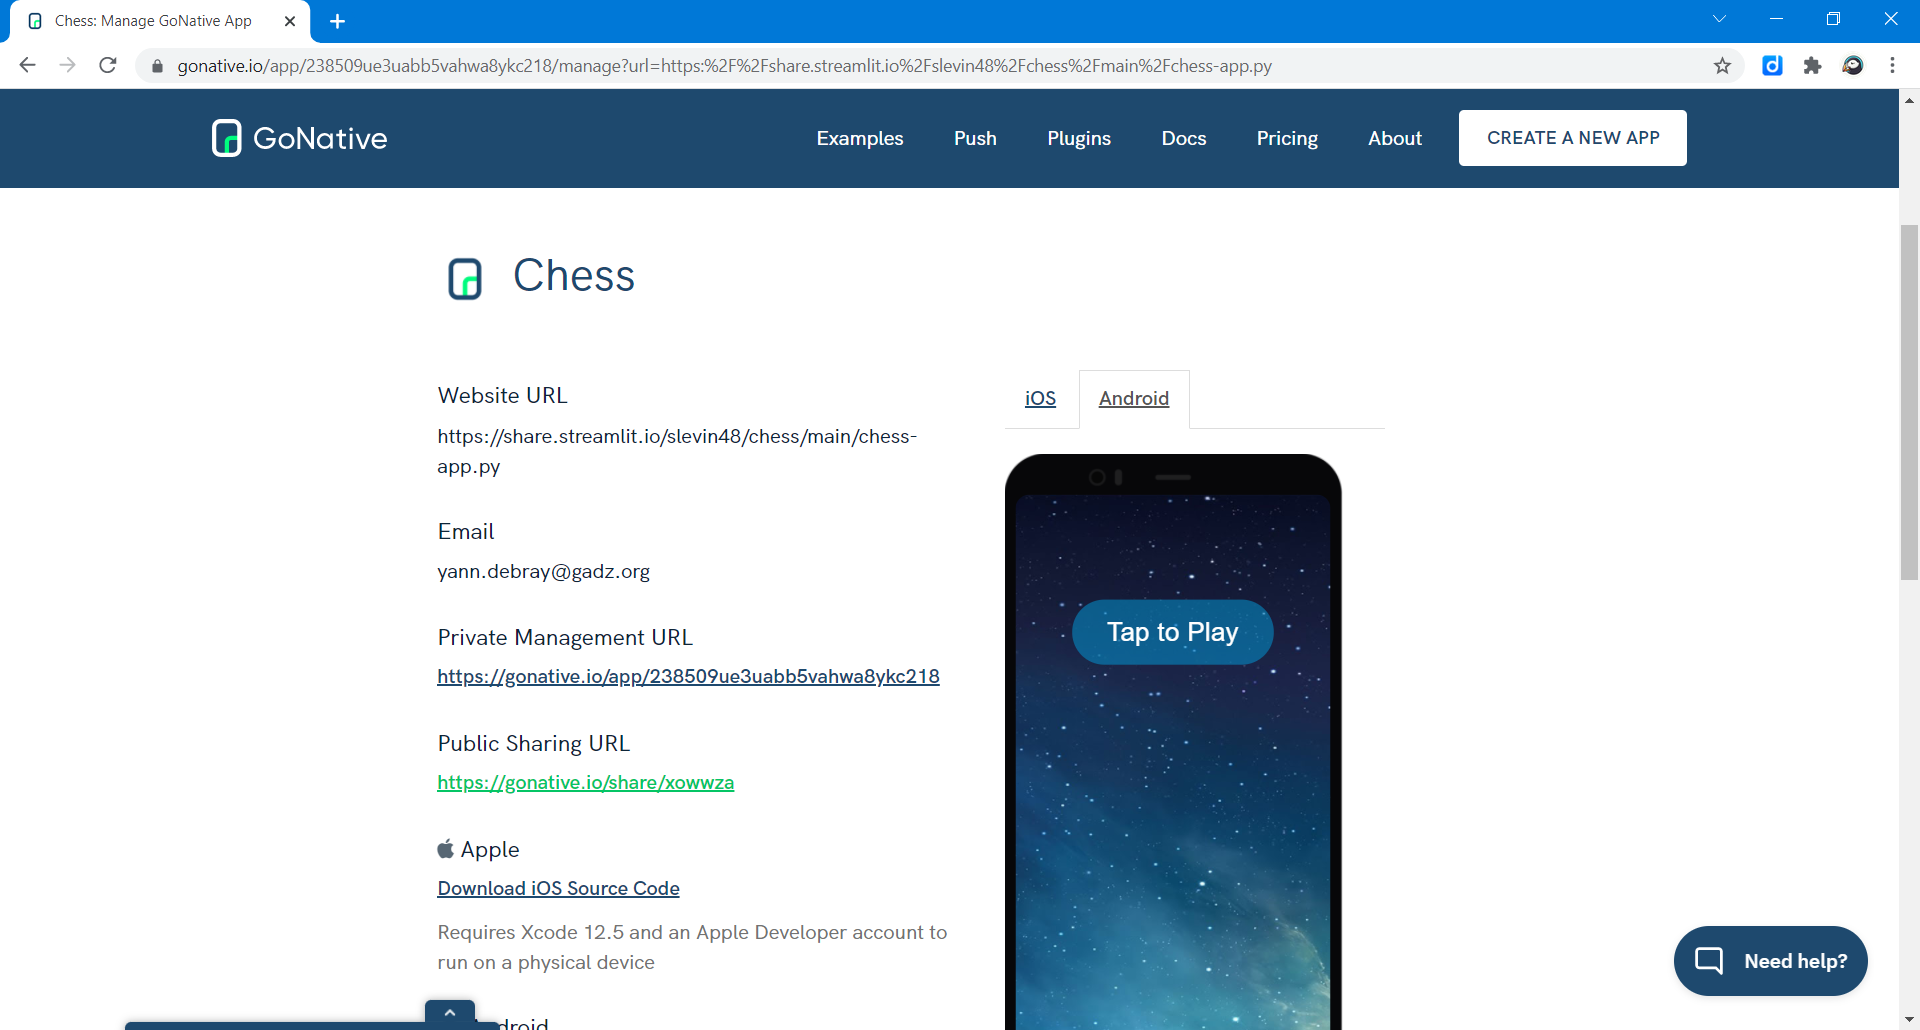 Chess: Manage GoNative App
gonative.io/app/238509ue3uabb5vahwa8ykc218/manage?url=https:%2F%2Fshare.streamlit.io%2Fslevin48%2Fchess%2Fmain%2Fchess-app.py
GoNative
Examples
Push
Plugins
Docs
Pricing
About
CREATE A NEW APP
Chess
Website URL
https://share.streamlit.io/slevin48/chess/main/chess-
app.py
Email
yann.debray@gadz.org
Private Management URL
https://gonative.io/app/238509ue3uabb5vahwa8ykc218
Public Sharing URL
https://gonative.io/share/xowwza
Apple
Download iOS Source Code
Requires Xcode 12.5 and an Apple Developer account to
run on a physical device
iOS
Android
Tap to Play
Need help?